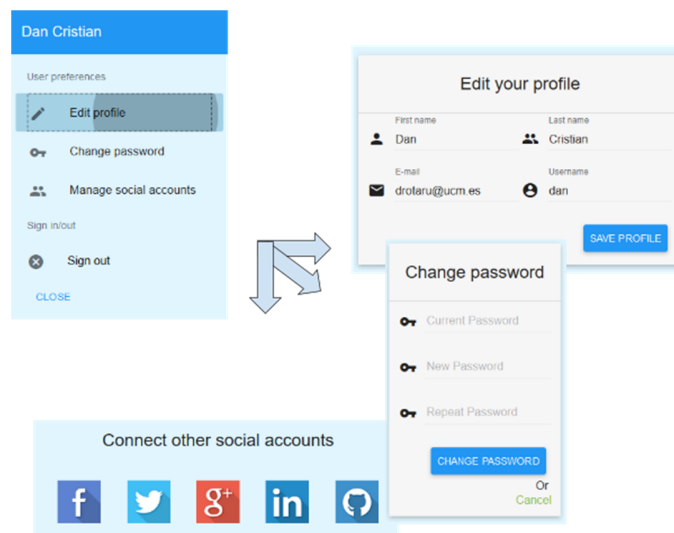 Dan Cristian
User preferences
Edit profile
Change password
Manage social accounts
Sign in/out
Sign out
CLOSE
Edit your profile
First name
Last name
Dan
Cristian
E-mail
Username
drotaru@ucm.es
dan
SAVE PROFILE
Change password
Current Password
New Password
Repeat Password
CHANGE PASSWORD
Or
Cancel
Connect other social accounts
f
g+
in